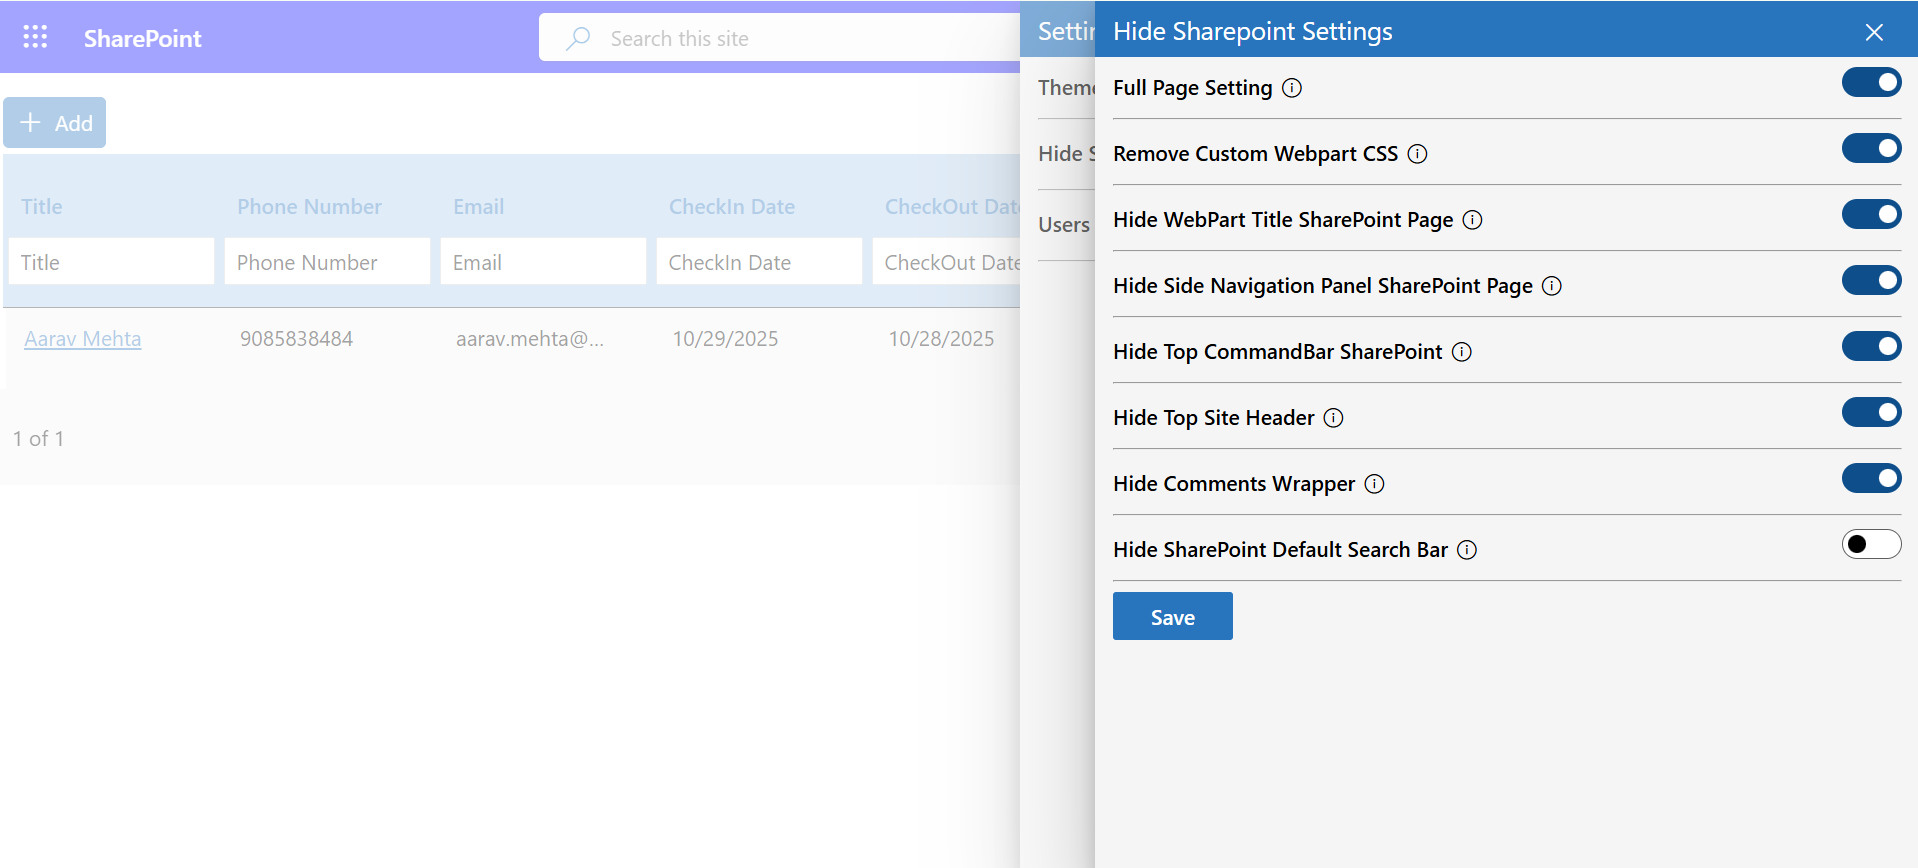 SharePoint
Search this site
Add
Title Phone Number Email CheckIn Date CheckOut Date
Title Phone Number Email CheckIn Date CheckOut Date
Aarav Mehta 9085838484 aarav.mehta@... 10/29/2025 10/28/2025
1 of 1
Settin
Theme
Hide S
Users
Hide Sharepoint Settings
Full Page Setting
Remove Custom Webpart CSS
Hide WebPart Title SharePoint Page
Hide Side Navigation Panel SharePoint Page
Hide Top CommandBar SharePoint
Hide Top Site Header
Hide Comments Wrapper
Hide SharePoint Default Search Bar
Save